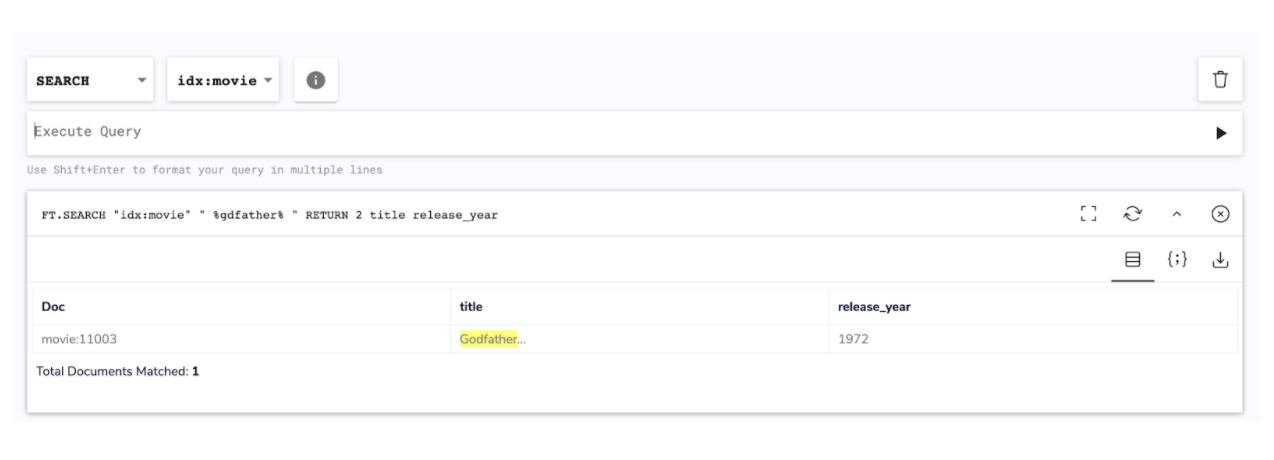 SEARCH idx:movie
Execute Query
Use Shift+Enter to format your query in multiple lines
FT.SEARCH "idx:movie" " %gdfather% " RETURN 2 title release_year
{;}
Doc title release_year
movie:11003 Godfather... 1972
Total Documents Matched: 1